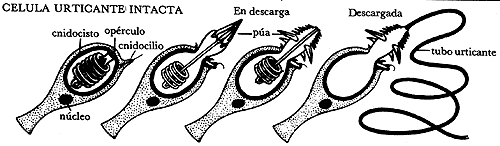 CELULA URTICANTE INTACTA
En descarga
Descargada
cnidocisto
opérculo
cnidocilio
púa
tubo urticante
núcleo